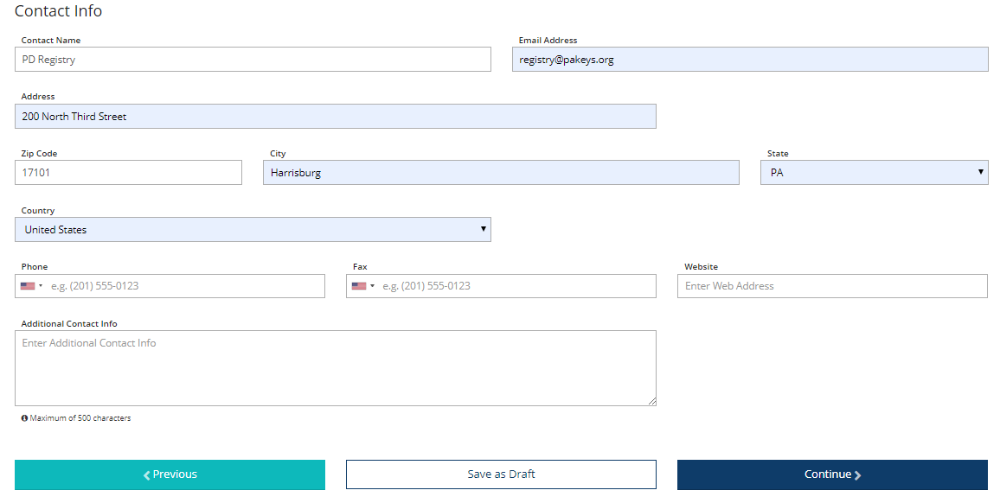 Contact Info
Contact Name
Email Address
PD Registry
registry@pakeys.org
Address
200 North Third Street
Zip Code
City
State
17101
Harrisburg
PA
Country
United States
Phone
Fax
Website
e.g. (201) 555-0123
e.g. (201) 555-0123
Enter Web Address
Additional Contact Info
Enter Additional Contact Info
Maximum of 500 characters
Previous
Save as Draft
Continue